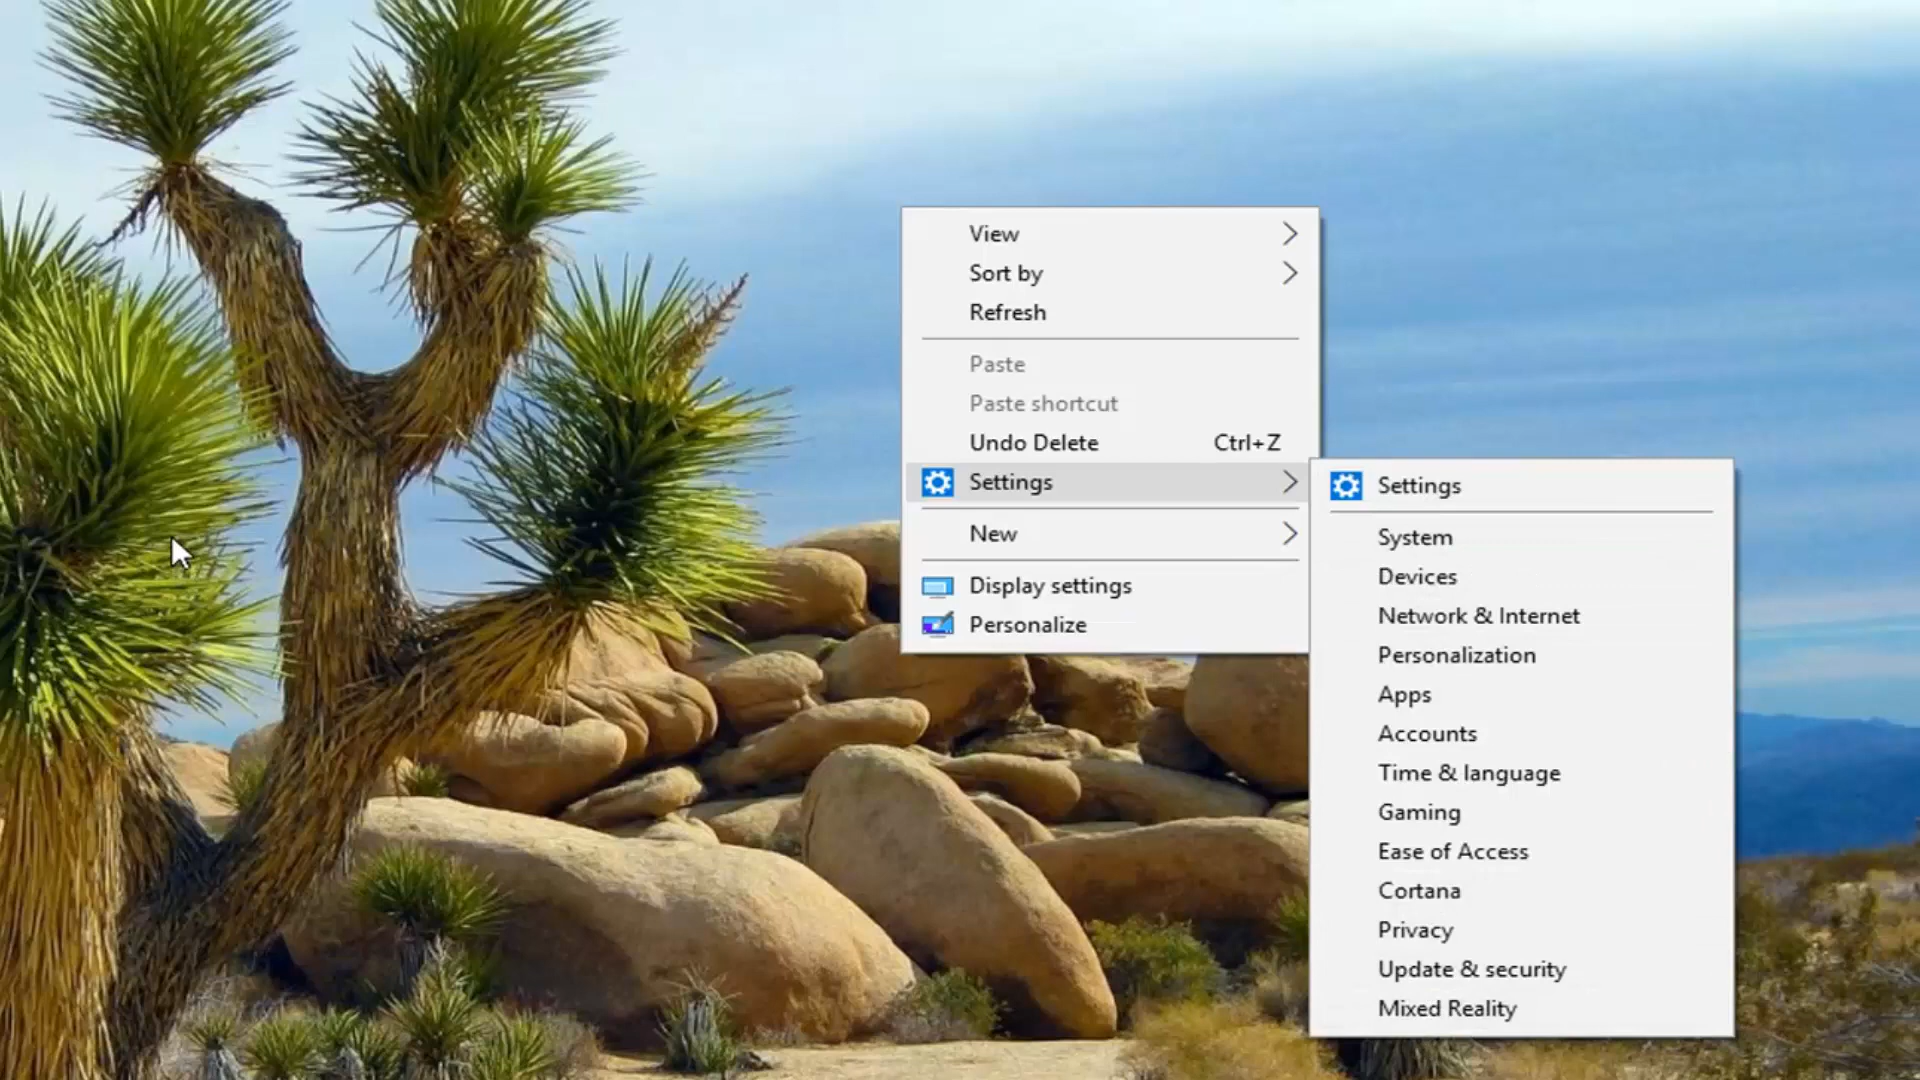 View
Sort by
Refresh
Paste
Paste shortcut
Undo Delete Ctrl+Z
Settings
New
Display settings
Personalize
Settings
System
Devices
Network & Internet
Personalization
Apps
Accounts
Time & language
Gaming
Ease of Access
Cortana
Privacy
Update & security
Mixed Reality